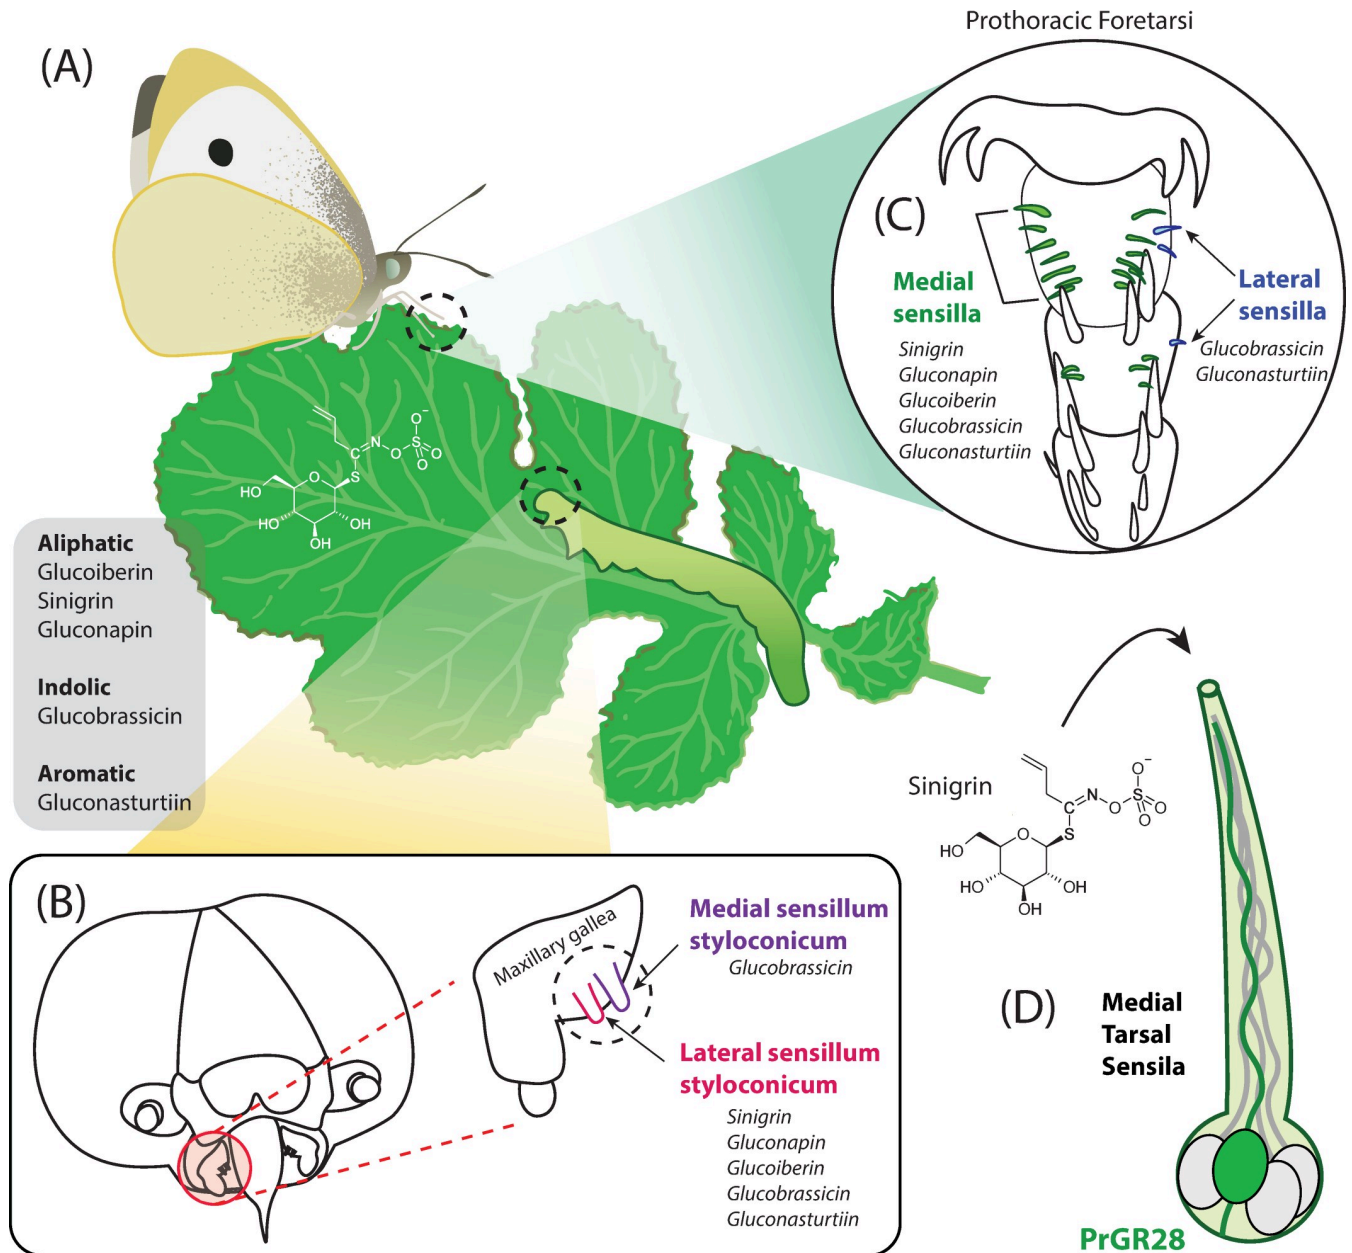 Prothoracic Foretarsi
(A)
(C)
Medial
sensilla
Sinigrin
Gluconapin
Glucoiberin
Glucobrassicin
Gluconasturtiin
Lateral
sensilla
Glucobrassicin
Gluconasturtiin
O−
C=N
O
S
O
O
S
HO
O
HO
OH
OH
Aliphatic
Glucoiberin
Sinigrin
Gluconapin
Indolic
Glucobrassicin
Aromatic
Gluconasturtiin
(B)
Maxillary gallea
Medial sensillum
styloconicum
Glucobrassicin
Lateral sensillum
styloconicum
Sinigrin
Gluconapin
Glucoiberin
Glucobrassicin
Gluconasturtiin
Sinigrin
O−
C=N
O
S
O
O
S
HO
O
HO
OH
OH
(D)
Medial
Tarsal
Sensila
PrGR28